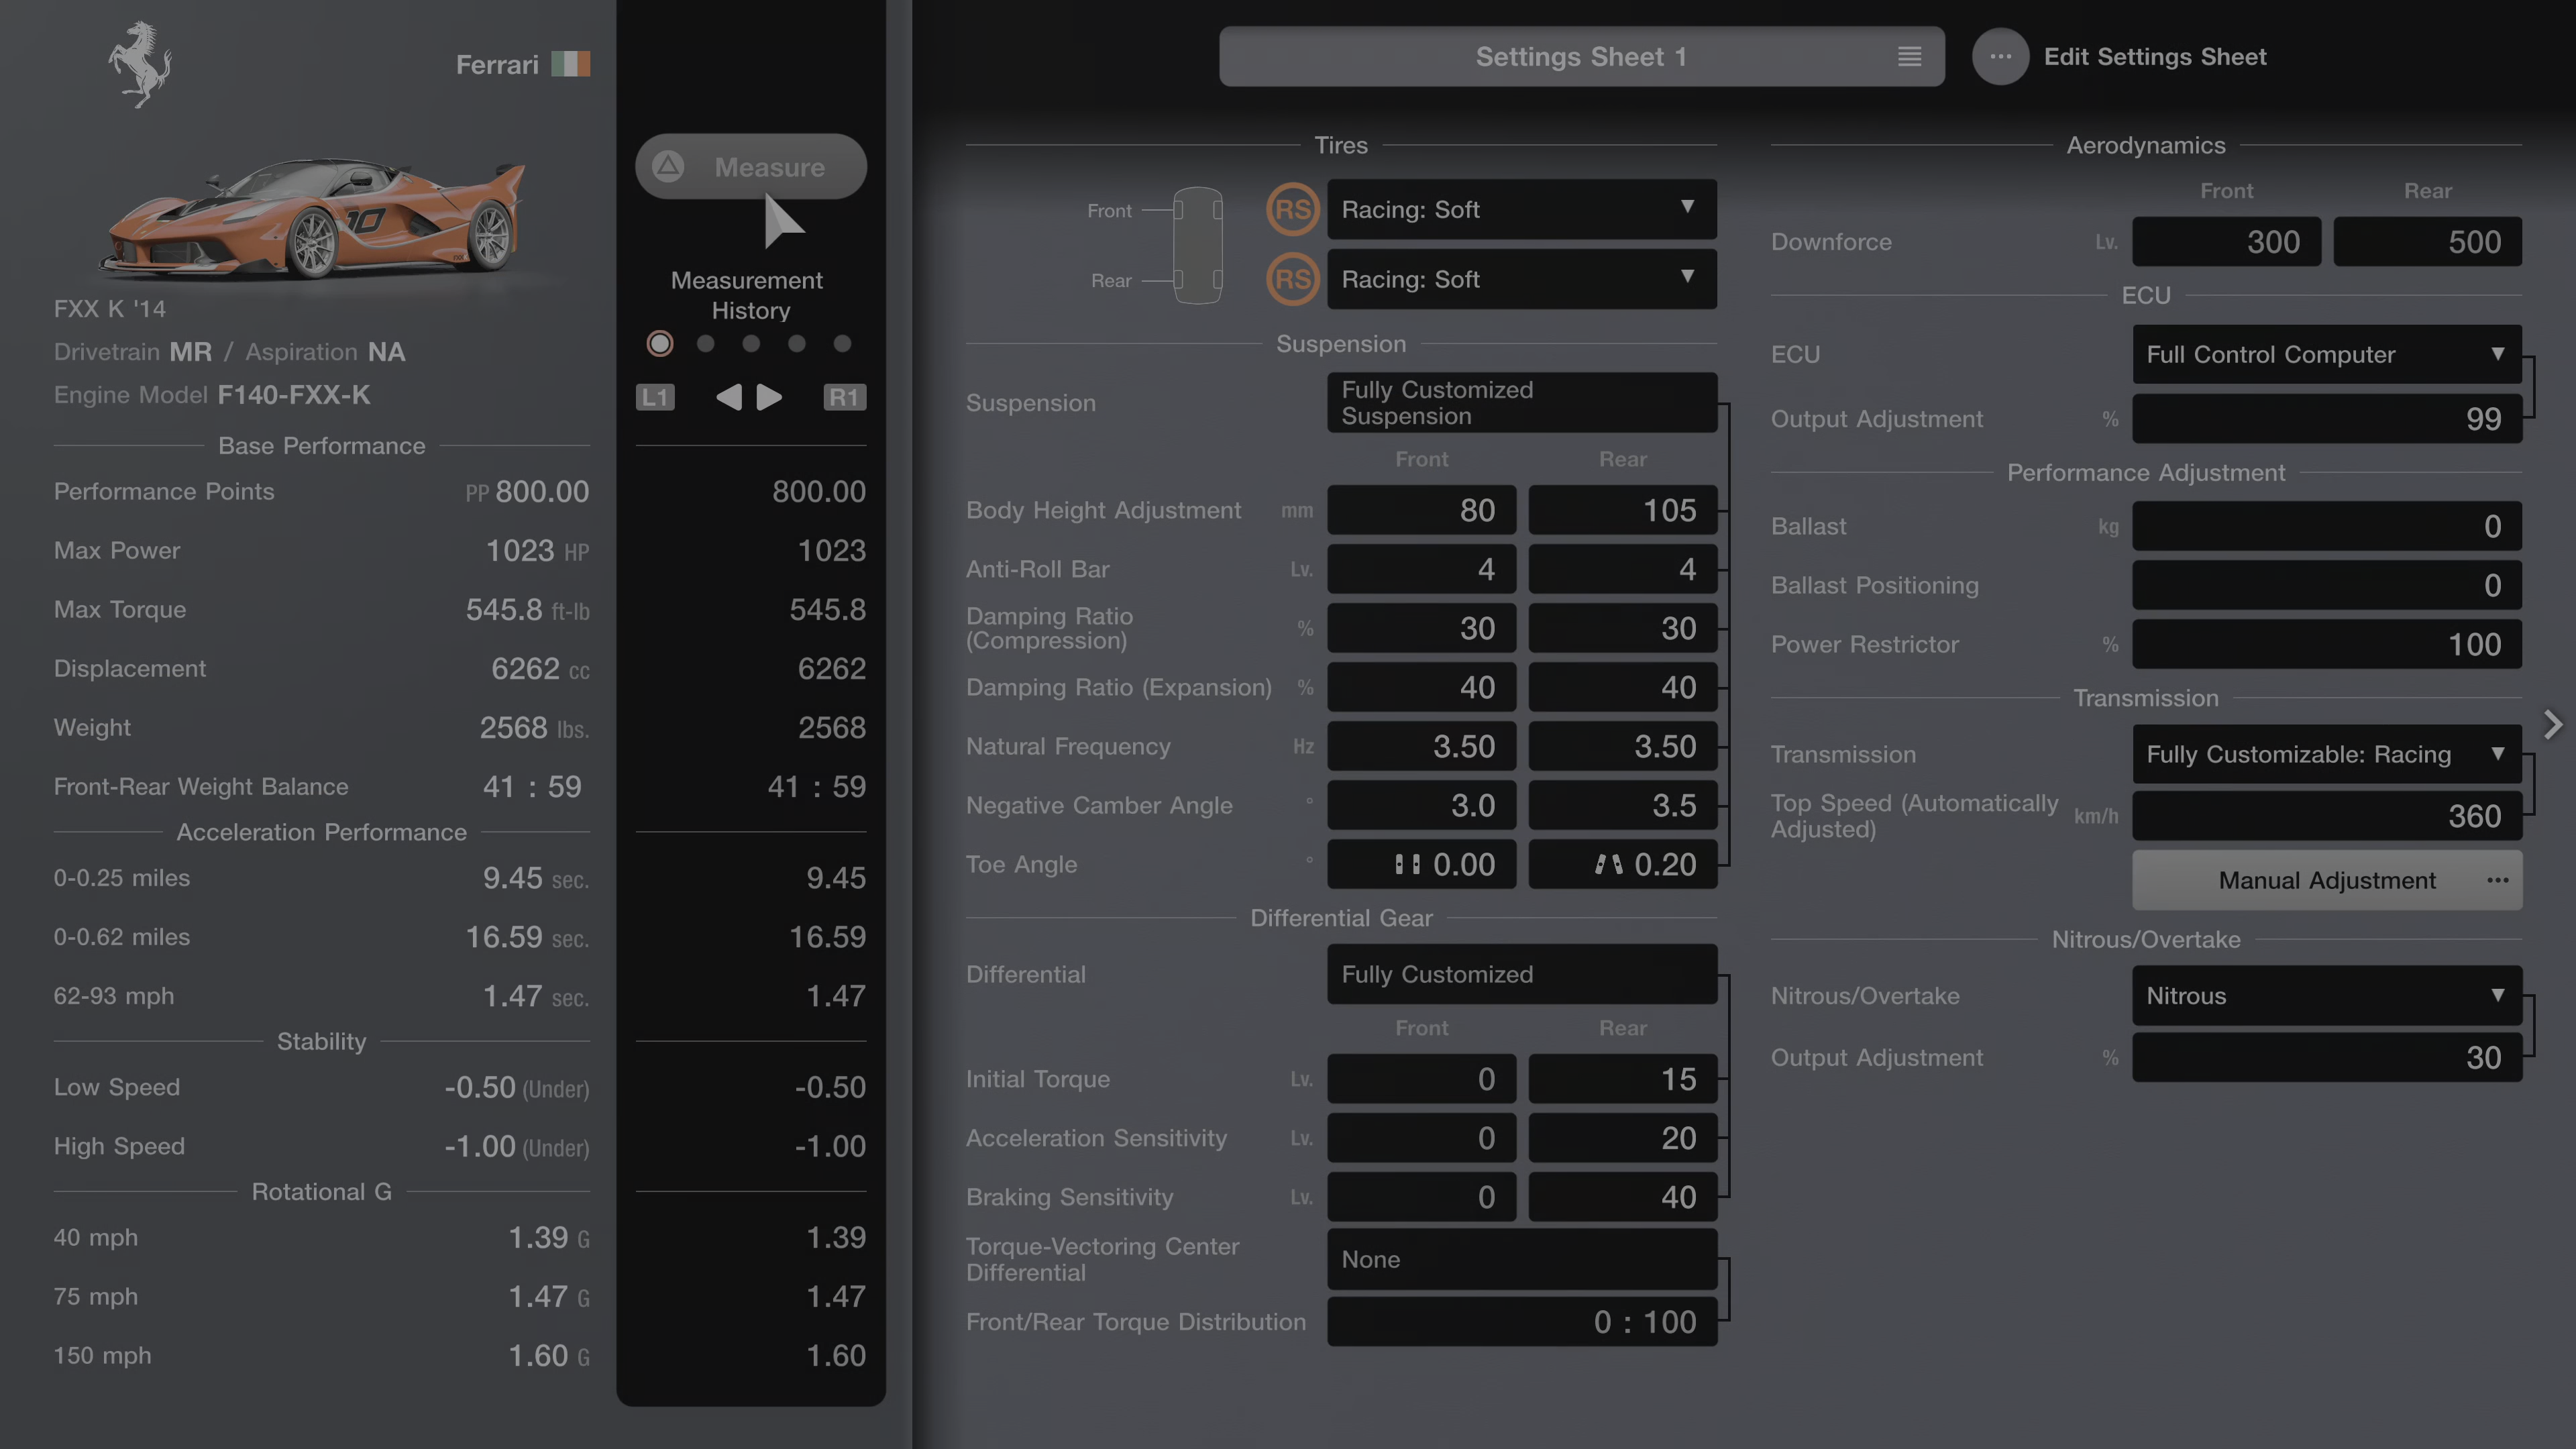 Ferrari
FXX K '14
Drivetrain MR / Aspiration NA
Engine Model F140-FXX-K
Base Performance
Performance Points PP 800.00
Max Power 1023 HP
Max Torque 545.8 ft-lb
Displacement 6262 cc
Weight 2568 lbs.
Front-Rear Weight Balance 41 : 59
Acceleration Performance
0-0.25 miles 9.45 sec.
0-0.62 miles 16.59 sec.
62-93 mph 1.47 sec.
Stability
Low Speed -0.50 (Under)
High Speed -1.00 (Under)
Rotational G
40 mph 1.39 G
75 mph 1.47 G
150 mph 1.60 G
Measure
Measurement
History
L1 R1
800.00
1023
545.8
6262
2568
41 : 59
9.45
16.59
1.47
-0.50
-1.00
1.39
1.47
1.60
Settings Sheet 1
Edit Settings Sheet
Tires
Front RS Racing: Soft
Rear RS Racing: Soft
Suspension
Suspension Fully Customized
Suspension
Front Rear
Body Height Adjustment mm 80 105
Anti-Roll Bar Lv. 4 4
Damping Ratio
(Compression) % 30 30
Damping Ratio (Expansion) % 40 40
Natural Frequency Hz 3.50 3.50
Negative Camber Angle ° 3.0 3.5
Toe Angle ° 0.00 0.20
Differential Gear
Differential Fully Customized
Front Rear
Initial Torque Lv. 0 15
Acceleration Sensitivity Lv. 0 20
Braking Sensitivity Lv. 0 40
Torque-Vectoring Center
Differential None
Front/Rear Torque Distribution 0 : 100
Aerodynamics
Front Rear
Downforce Lv. 300 500
ECU
ECU Full Control Computer
Output Adjustment % 99
Performance Adjustment
Ballast kg 0
Ballast Positioning 0
Power Restrictor % 100
Transmission
Transmission Fully Customizable: Racing
Top Speed (Automatically
Adjusted) km/h 360
Manual Adjustment
Nitrous/Overtake
Nitrous/Overtake Nitrous
Output Adjustment % 30
10